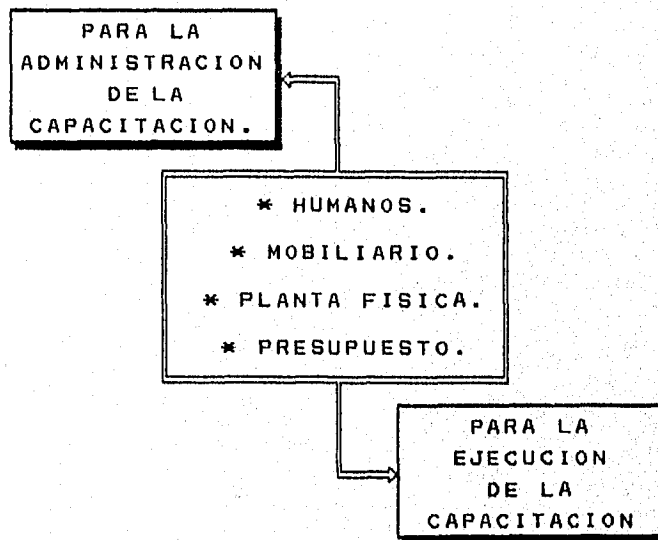 PARA LA
ADMINISTRACION
DE LA
CAPACITACION.
* HUMANOS.
* MOBILIARIO.
* PLANTA FISICA.
* PRESUPUESTO.
PARA LA
EJECUCION
DE LA
CAPACITACION